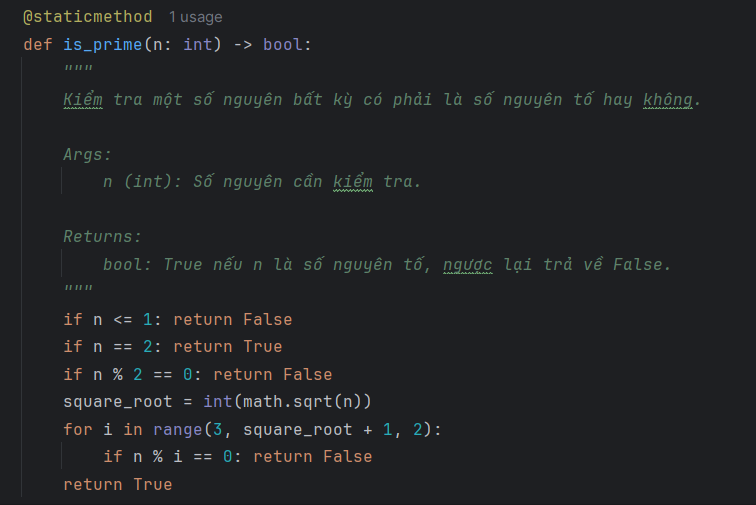 @staticmethod 1 usage
def is_prime(n: int) -> bool:
"""
Kiểm tra một số nguyên bất kỳ có phải là số nguyên tố hay không.
Args:
n (int): Số nguyên cần kiểm tra.
Returns:
bool: True nếu n là số nguyên tố, ngược lại trả về False.
"""
if n <= 1: return False
if n == 2: return True
if n % 2 == 0: return False
square_root = int(math.sqrt(n))
for i in range(3, square_root + 1, 2):
if n % i == 0: return False
return True